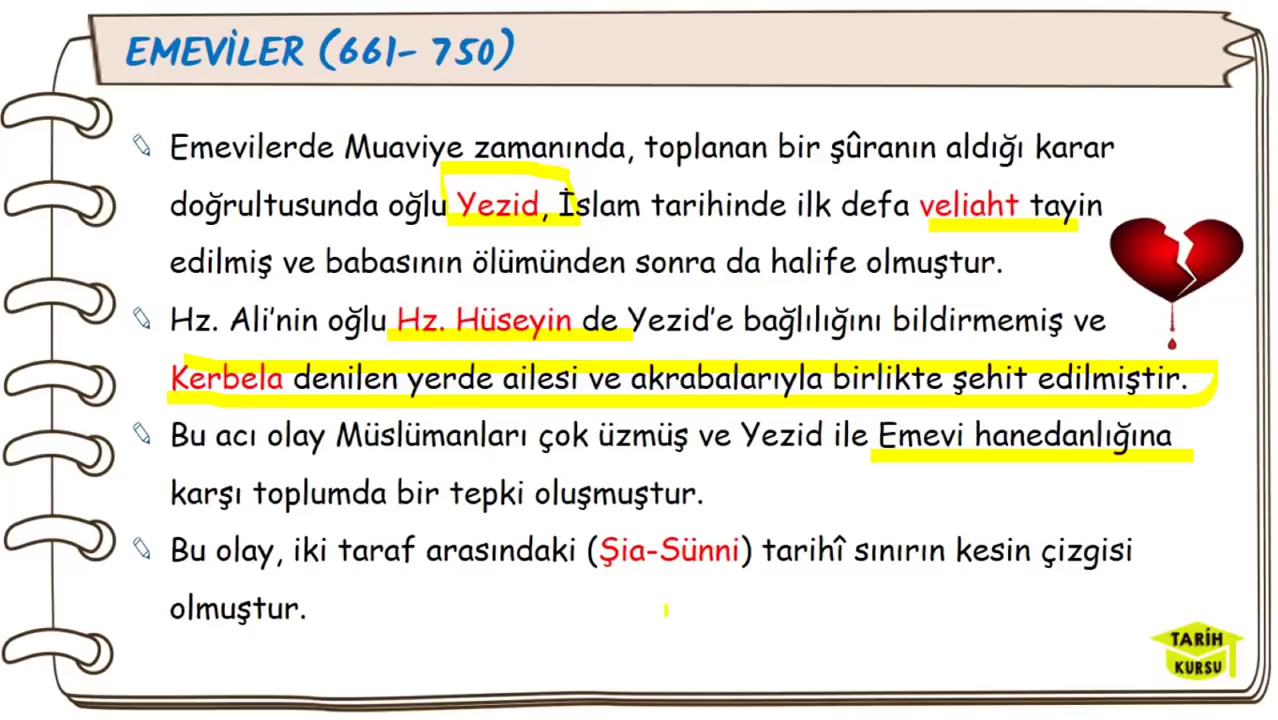 EMEVİLER (661- 750)
Emevilerde Muaviye zamanında, toplanan bir şûranın aldığı karar
doğrultusunda oğlu Yezid, İslam tarihinde ilk defa veliaht tayin
edilmiş ve babasının ölümünden sonra da halife olmuştur.
Hz. Ali'nin oğlu Hz. Hüseyin de Yezid'e bağlılığını bildirmemiş ve
Kerbela denilen yerde ailesi ve akrabalarıyla birlikte şehit edilmiştir.
Bu acı olay Müslümanları çok üzmüş ve Yezid ile Emevi hanedanlığına
karşı toplumda bir tepki oluşmuştur.
Bu olay, iki taraf arasındaki (Şia-Sünni) tarihî sınırın kesin çizgisi
olmuştur.
TARİH
KURSU